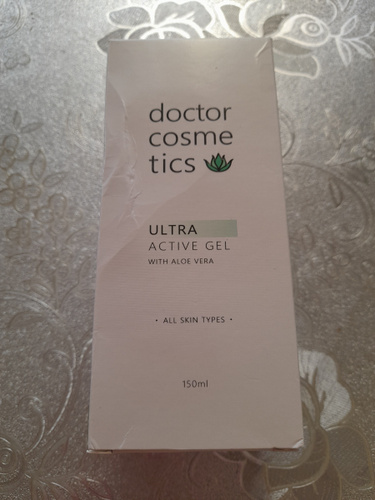 doctor
cosme
tics
ULTRA
ACTIVE GEL
WITH ALOE VERA
• ALL SKIN TYPES •
150ml